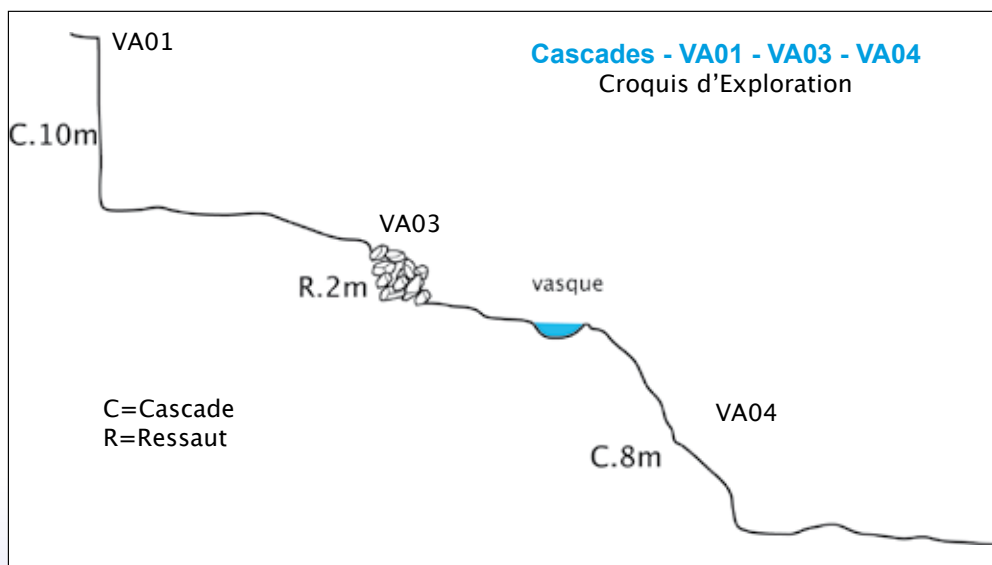 VA01
Cascades - VA01 - VA03 - VA04
Croquis d'Exploration
C.10m
VA03
R.2m
vasque
C=Cascade
R=Ressaut
VA04
C.8m